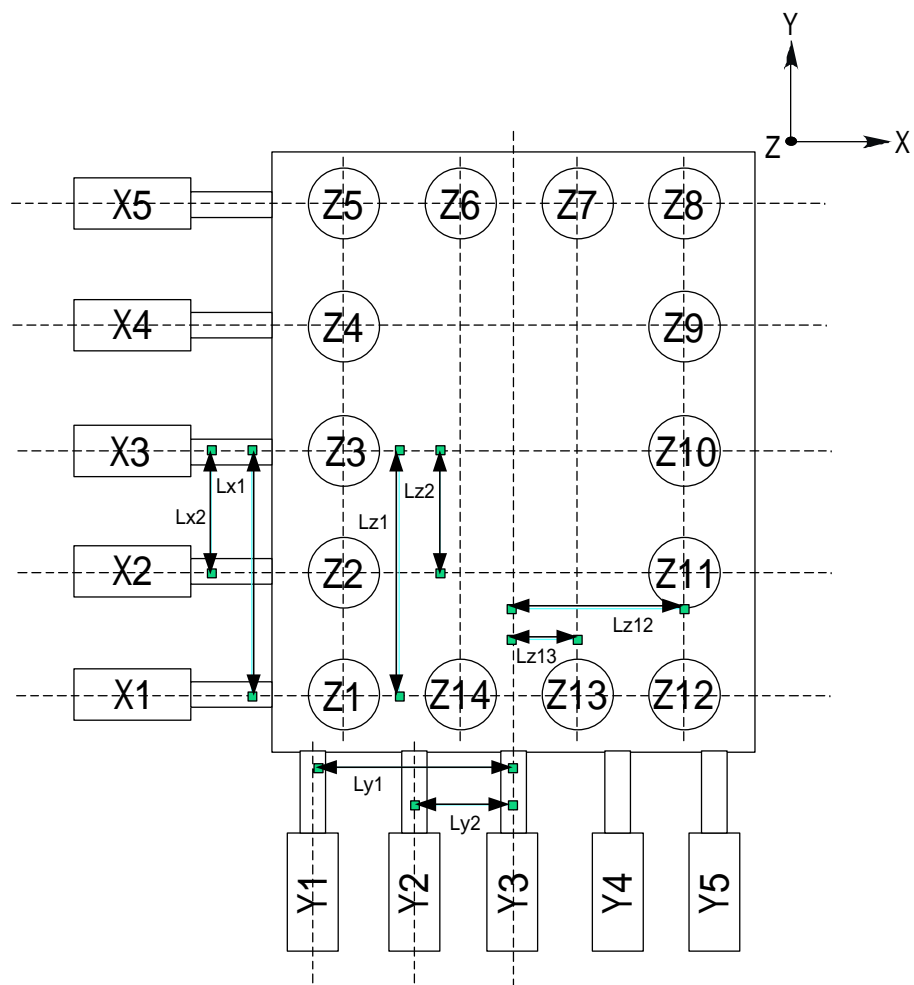 Y
Z X
X5 Z5 Z6 Z7 Z8
X4 Z4 Z9
X3 Z3 Z10
Lx1
Lz2
Lx2
Lz1
X2 Z2 Z11
Lz12
Lz13
X1 Z1 Z14 Z13 Z12
Ly1
Ly2
Y1 Y2 Y3 Y4 Y5